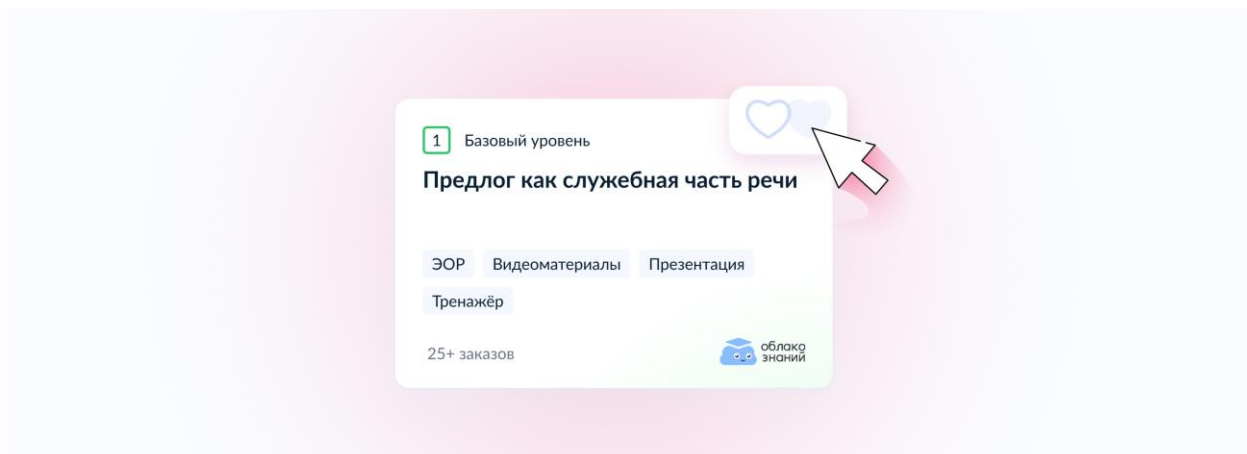 1 Базовый уровень
Предлог как служебная часть речи
ЭОР Видеоматериалы Презентация
Тренажёр
25+ заказов
облако
знаний